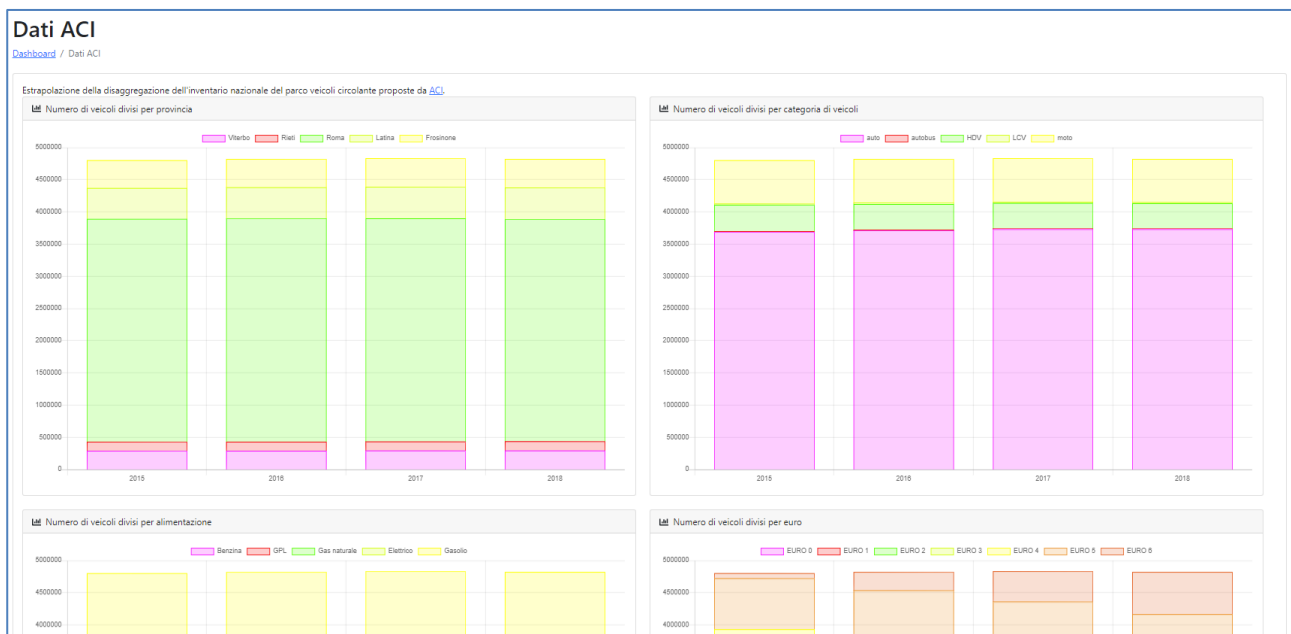 Dati ACI
Dashboard / Dati ACI
Estrapolazione della disaggregazione dell'inventario nazionale del parco veicoli circolante proposte da ACI.
Numero di veicoli divisi per provincia
Viterbo Rieti Roma Latina Frosinone
5000000
4500000
4000000
3500000
3000000
2500000
2000000
1500000
1000000
500000
0
2015 2016 2017 2018
Numero di veicoli divisi per categoria di veicoli
auto autobus HDV LCV moto
5000000
4500000
4000000
3500000
3000000
2500000
2000000
1500000
1000000
500000
0
2015 2016 2017 2018
Numero di veicoli divisi per alimentazione
Benzina GPL Gas naturale Elettrico Gasolio
5000000
4500000
4000000
Numero di veicoli divisi per euro
EURO 0 EURO 1 EURO 2 EURO 3 EURO 4 EURO 5 EURO 6
5000000
4500000
4000000